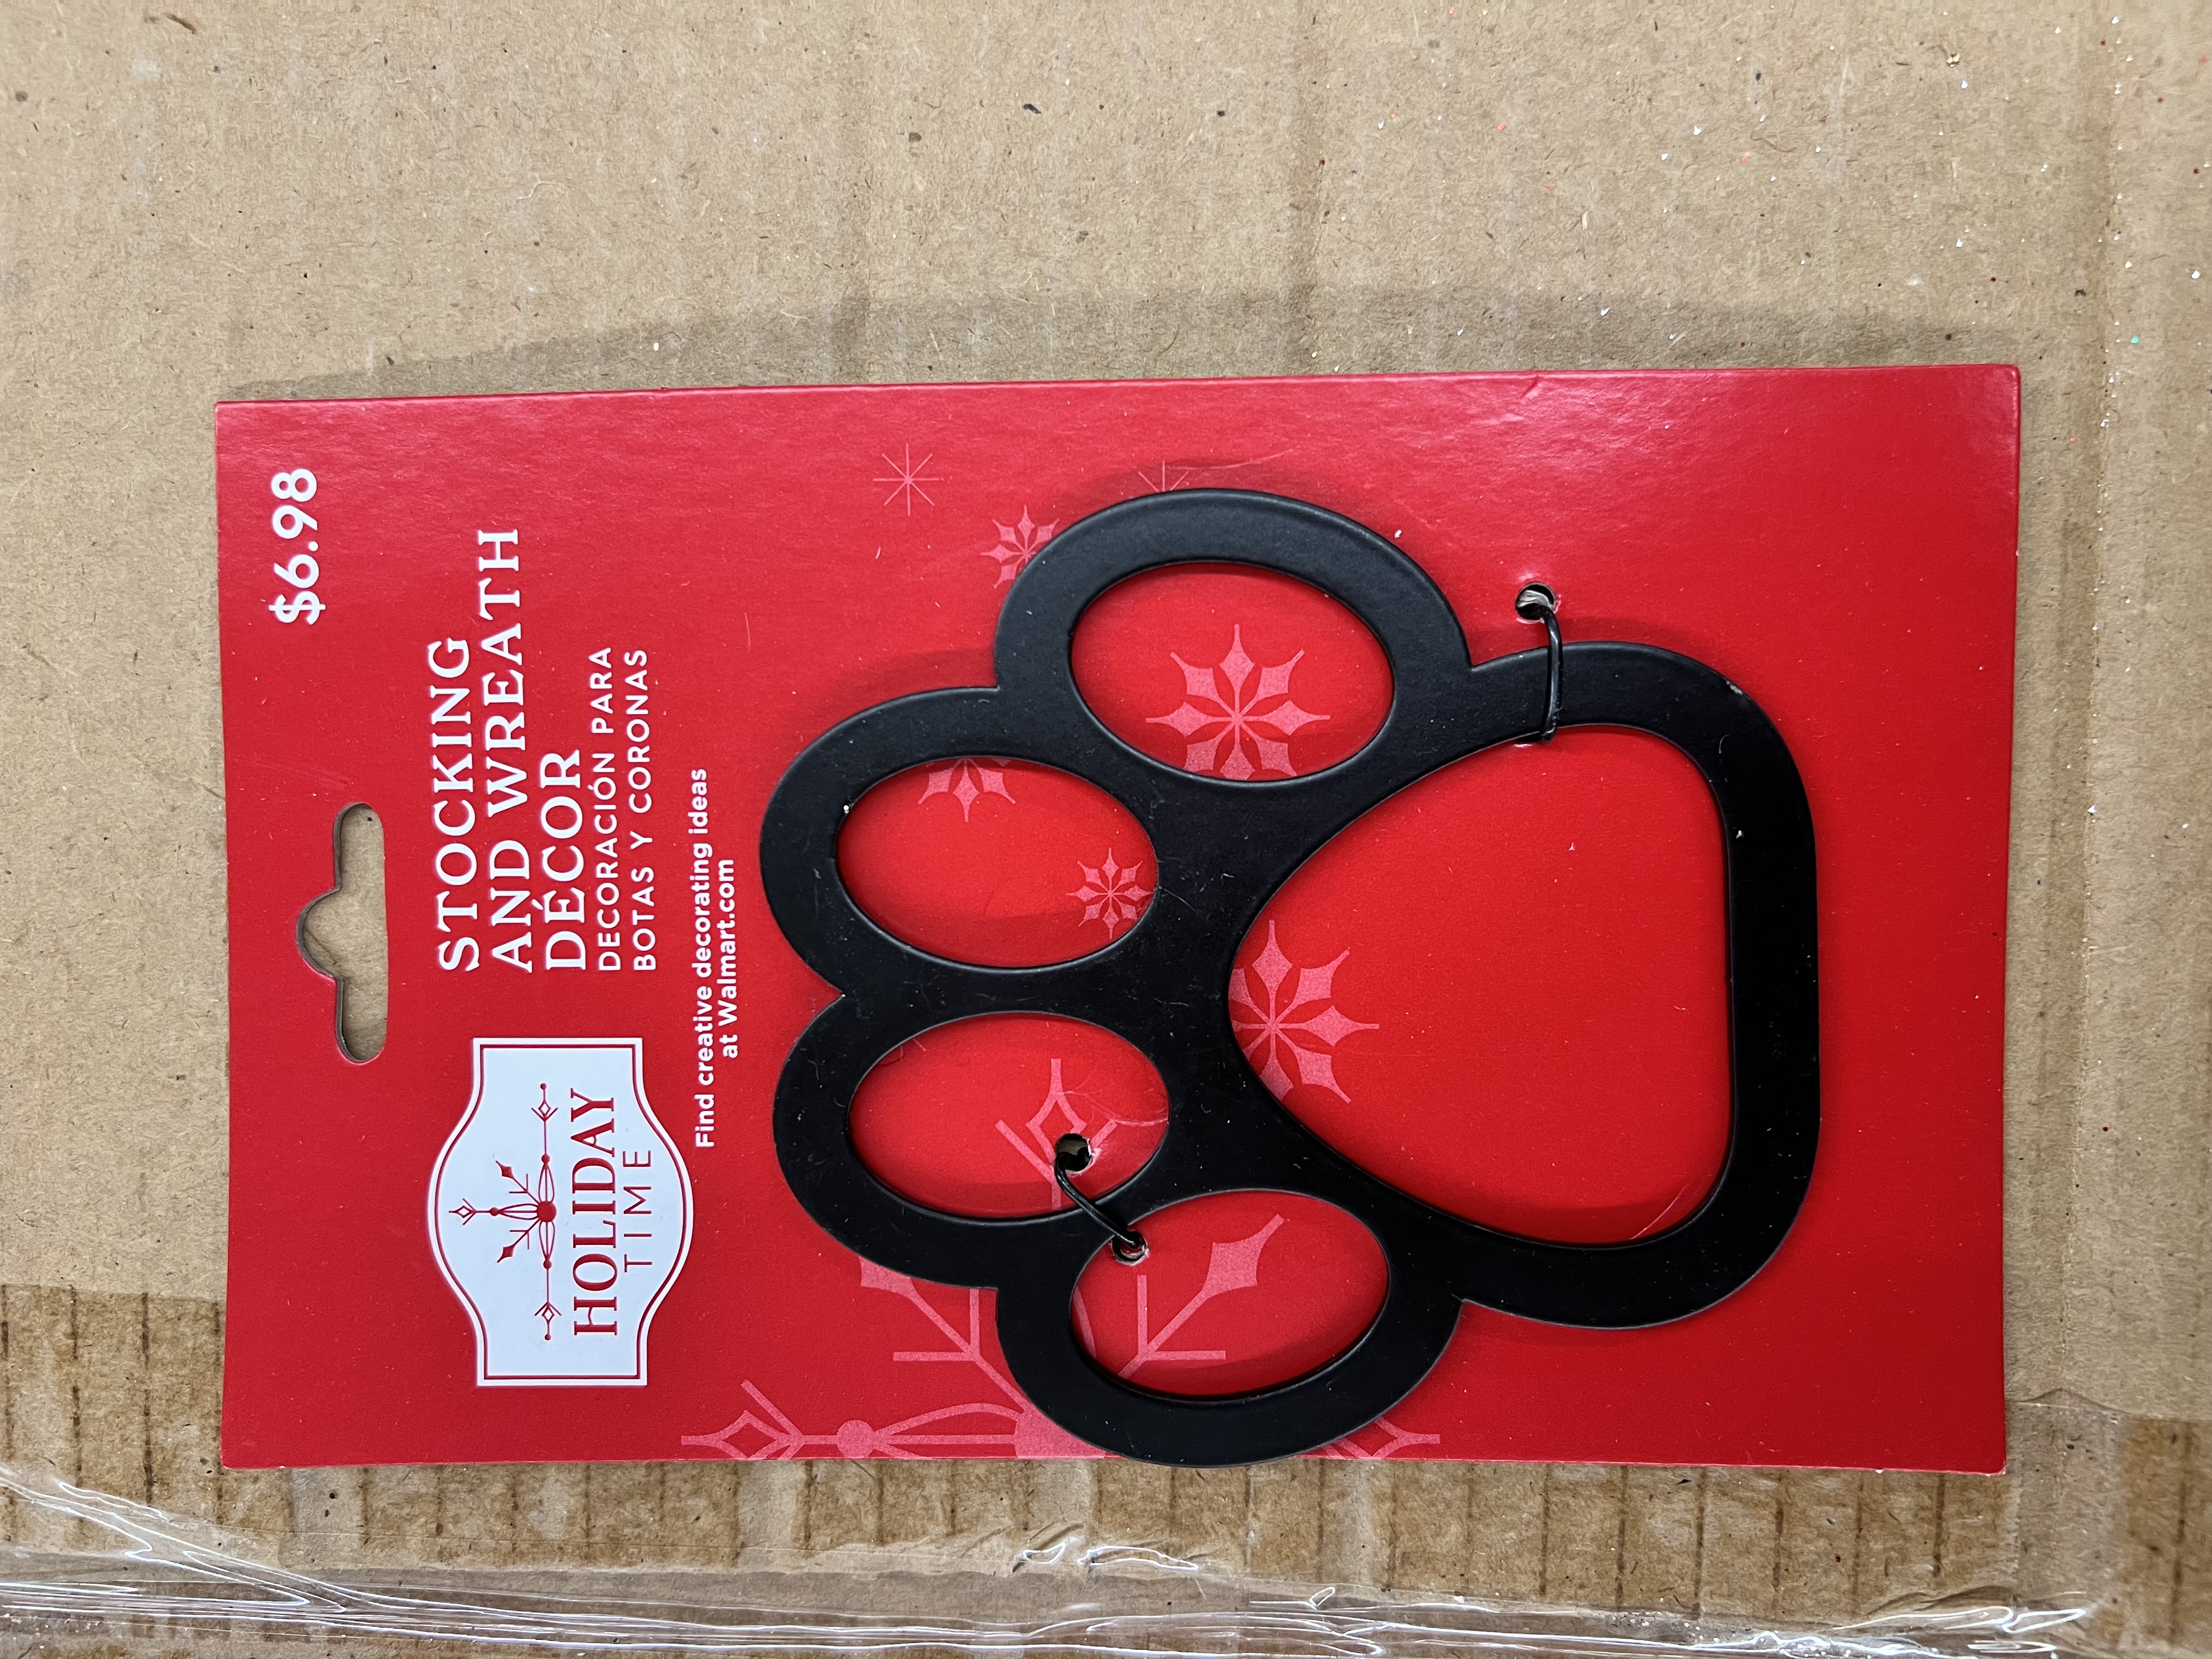 $6.98
STOCKING
AND WREATH
DÉCOR
DECORACIÓN PARA
BOTAS Y CORONAS
HOLIDAY
TIME
Find creative decorating ideas
at Walmart.com